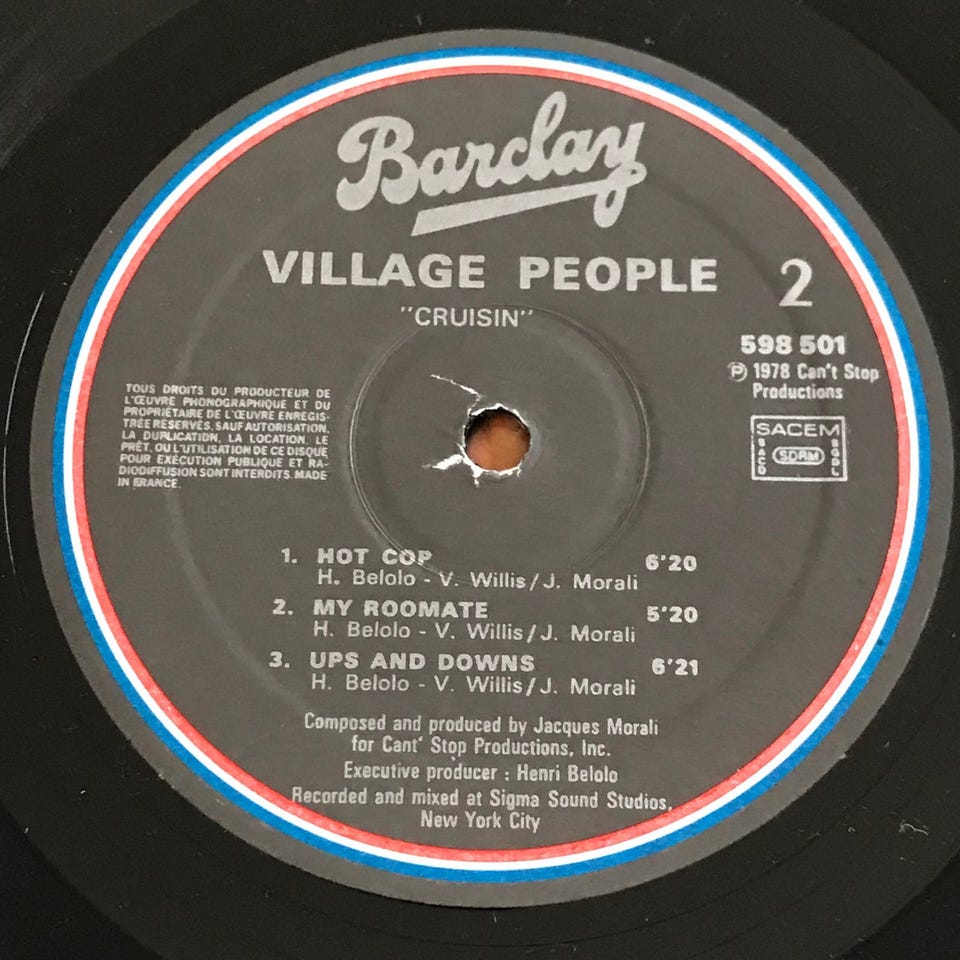 Barclay
VILLAGE PEOPLE
2
"CRUISIN"
598 501
Ⓟ 1978 Can't Stop
Productions
SACEM
SACD
SDRM
SGDL
TOUS DROITS DU PRODUCTEUR DE
L'ŒUVRE PHONOGRAPHIQUE ET DU
PROPRIÉTAIRE DE L'ŒUVRE ENREGIS-
TRÉE RÉSERVÉS, SAUF AUTORISATION,
LA DUPLICATION, LA LOCATION, LE
PRÊT, OU L'UTILISATION DE CE DISQUE
POUR EXÉCUTION PUBLIQUE ET RA-
DIODIFFUSION SONT INTERDITS. MADE
IN FRANCE.
1. HOT COP 6'20
H. Belolo - V. Willis / J. Morali
2. MY ROOMATE 5'20
H. Belolo - V. Willis / J. Morali
3. UPS AND DOWNS 6'21
H. Belolo - V. Willis / J. Morali
Composed and produced by Jacques Morali
for Cant' Stop Productions, Inc.
Executive producer : Henri Belolo
Recorded and mixed at Sigma Sound Studios,
New York City